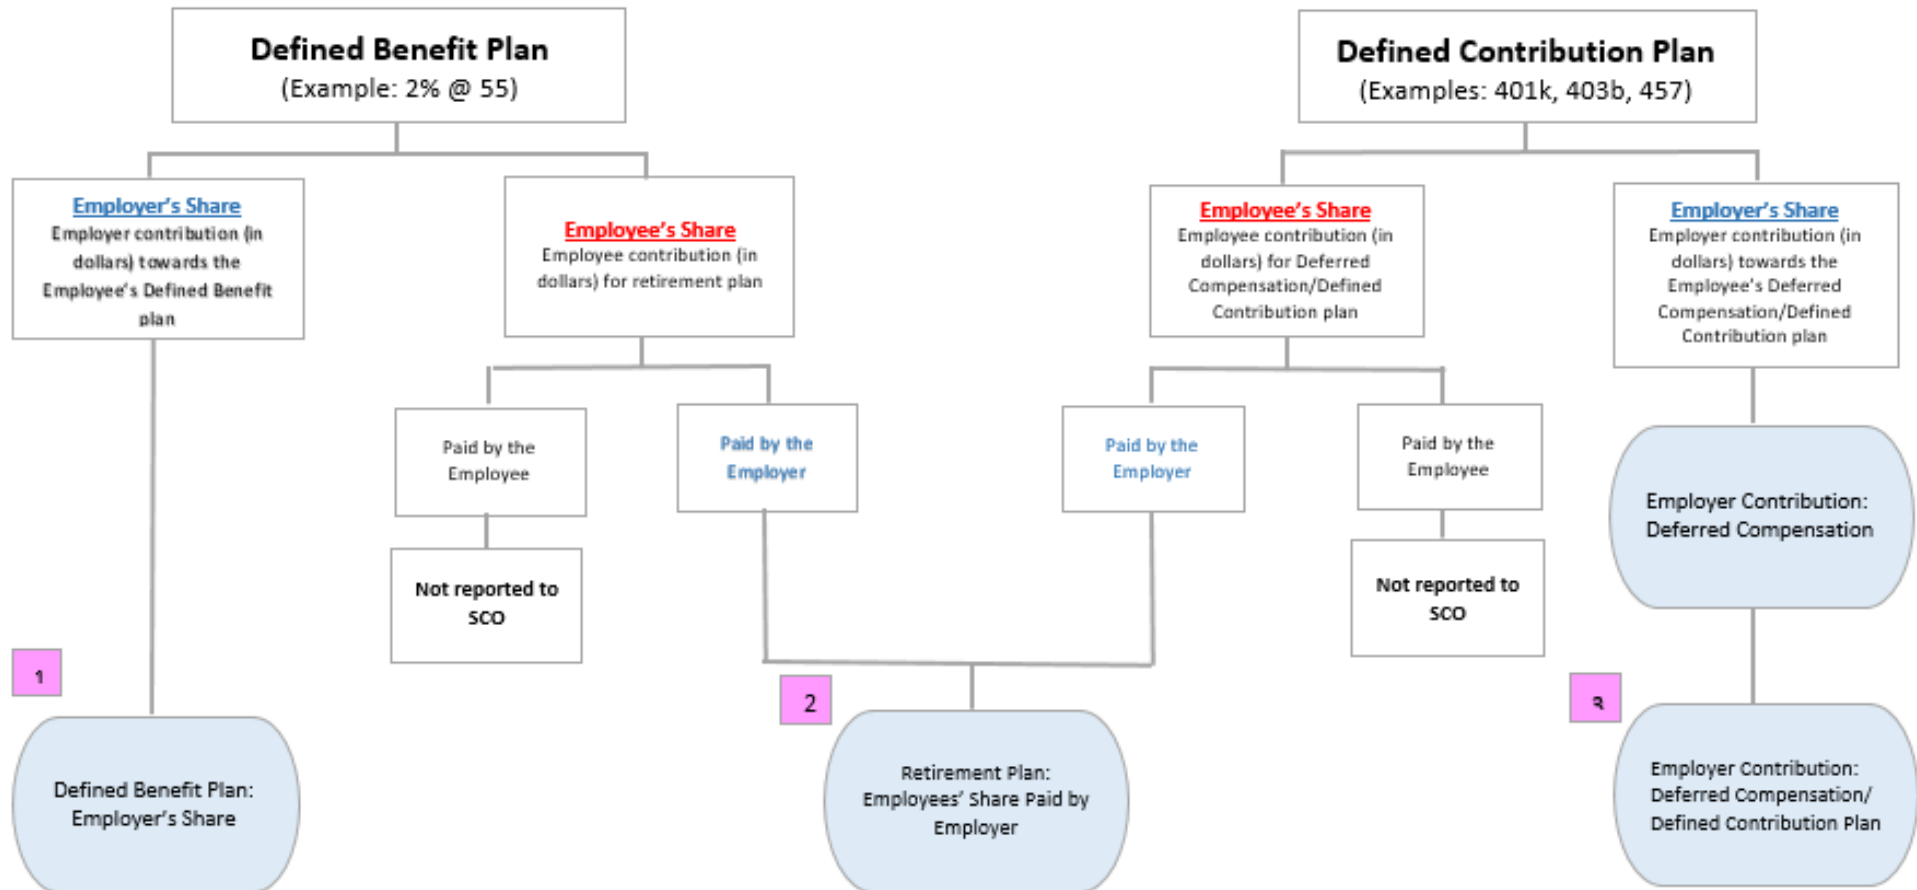 Defined Benefit Plan
(Example: 2% @ 55)
Defined Contribution Plan
(Examples: 401k, 403b, 457)
Employer's Share
Employer contribution (in
dollars) towards the
Employee's Defined Benefit
plan
Employee's Share
Employee contribution (in
dollars) for retirement plan
Employee's Share
Employee contribution (in
dollars) for Deferred
Compensation/Defined
Contribution plan
Employer's Share
Employer contribution (in
dollars) towards the
Employee's Deferred
Compensation/Defined
Contribution plan
Paid by the
Employee
Paid by the
Employer
Paid by the
Employer
Paid by the
Employee
Employer Contribution:
Deferred Compensation
Not reported to
SCO
Not reported to
SCO
1
2
3
Defined Benefit Plan:
Employer's Share
Retirement Plan:
Employees' Share Paid by
Employer
Employer Contribution:
Deferred Compensation/
Defined Contribution Plan